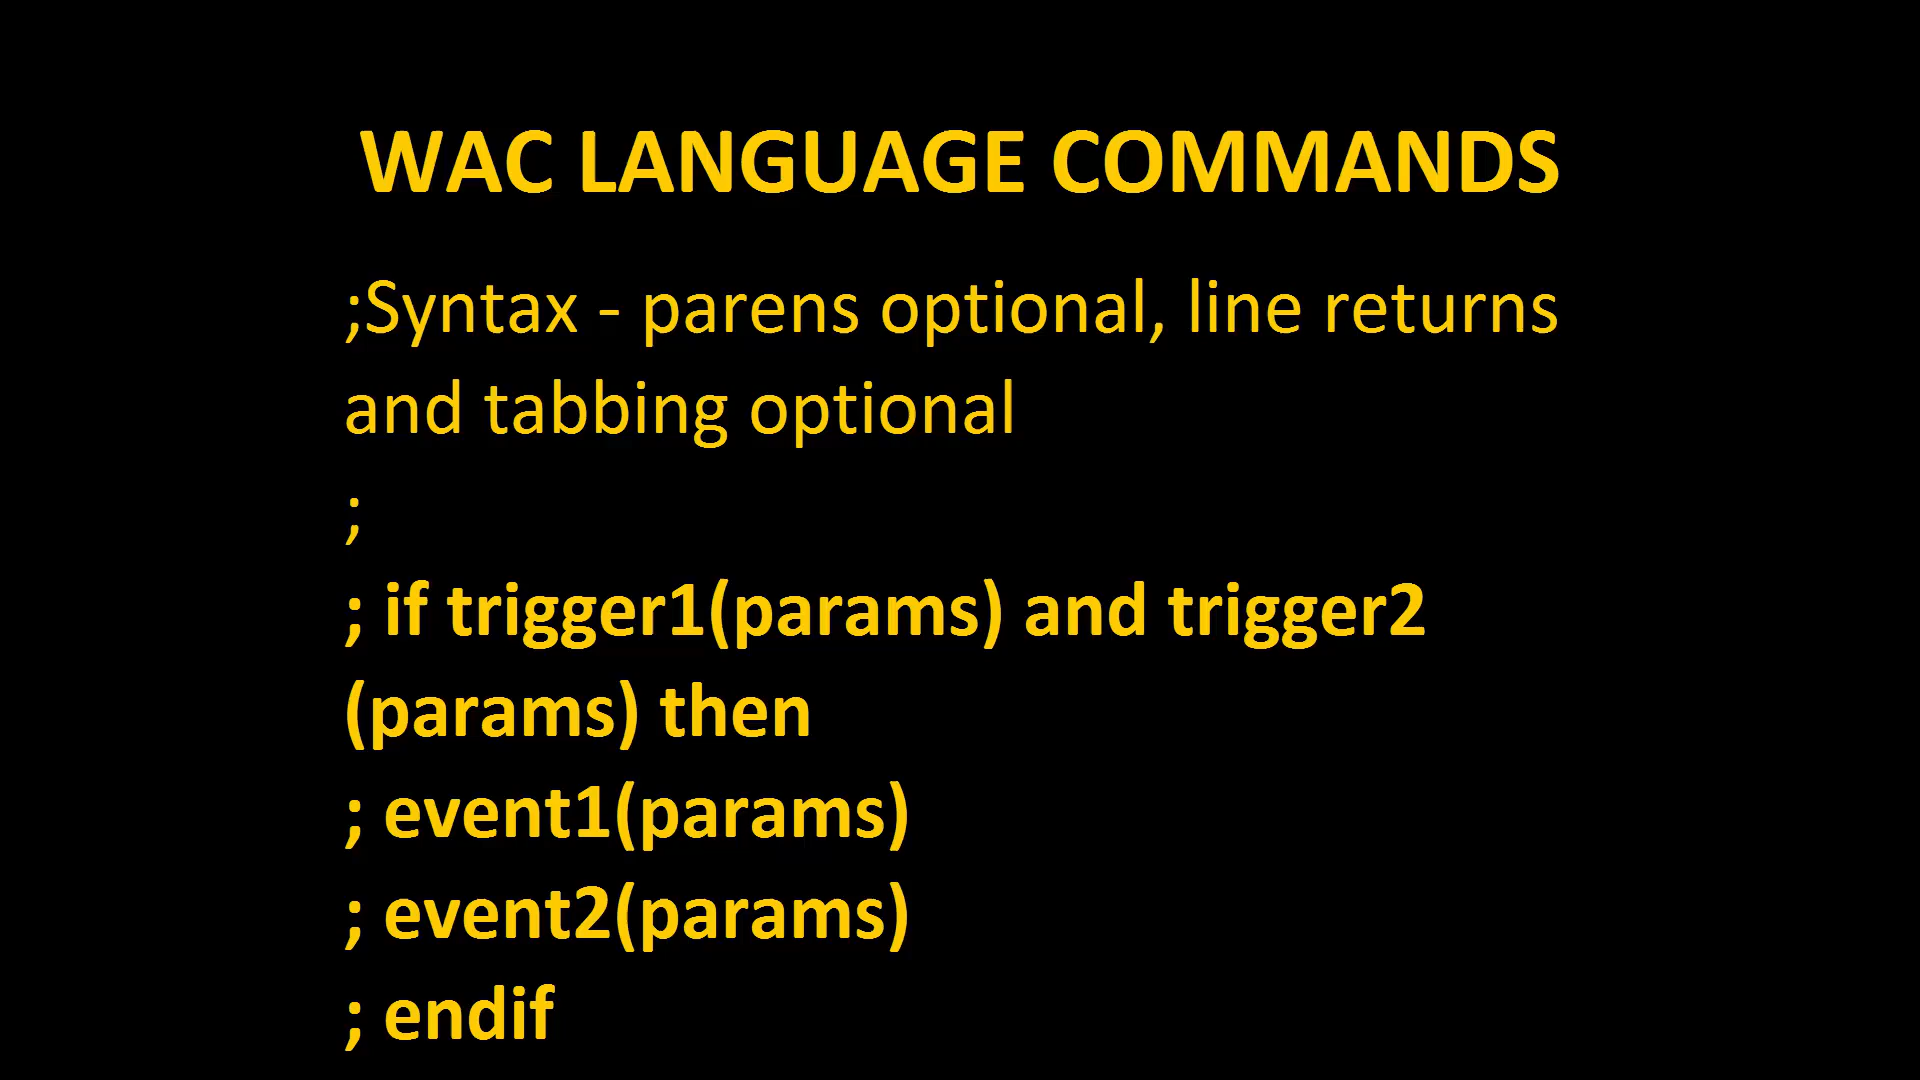 WAC LANGUAGE COMMANDS
;Syntax - parens optional, line returns
and tabbing optional
;
; if trigger1(params) and trigger2
(params) then
; event1(params)
; event2(params)
; endif